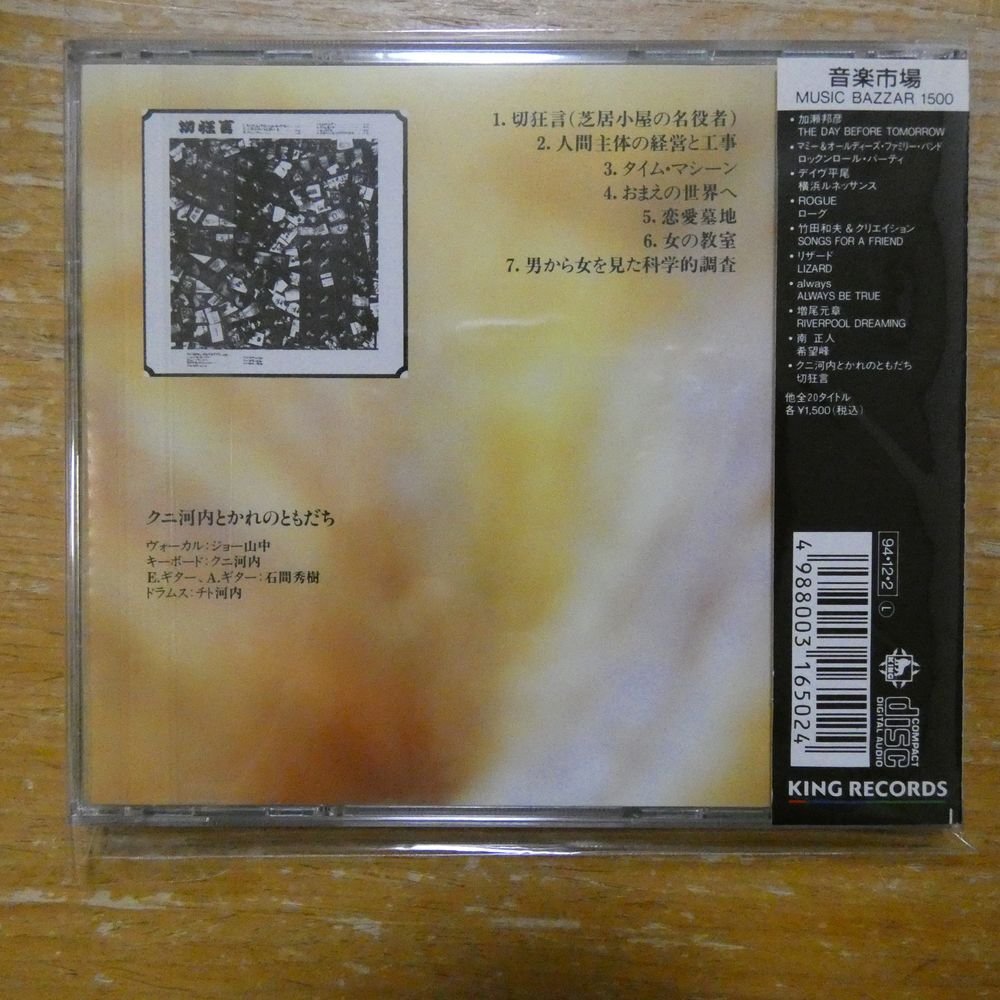 切狂言
1. 切狂言(芝居小屋の名役者)
2. 人間主体の経営と工事
3. タイム・マシーン
4. おまえの世界へ
5. 恋愛墓地
6. 女の教室
7. 男から女を見た科学的調査
クニ河内とかれのともだち
ヴォーカル:ジョー山中
キーボード:クニ河内
E.ギター、A.ギター:石間秀樹
ドラムス:チト河内
音楽市場
MUSIC BAZZAR 1500
• 加瀬邦彦
THE DAY BEFORE TOMORROW
• マミー&オールディーズ・ファミリー・バンド
ロックンロール・パーティ
• デイヴ平尾
横浜ルネッサンス
• ROGUE
ローグ
• 竹田和夫&クリエイション
SONGS FOR A FRIEND
• リザード
LIZARD
• always
ALWAYS BE TRUE
• 増尾元章
RIVERPOOL DREAMING
• 南 正人
希望峰
• クニ河内とかれのともだち
切狂言
他全20タイトル
各¥1,500(税込)
94・12・2
L
4988003165024
KING
COMPACT
disc
DIGITAL AUDIO
KING RECORDS